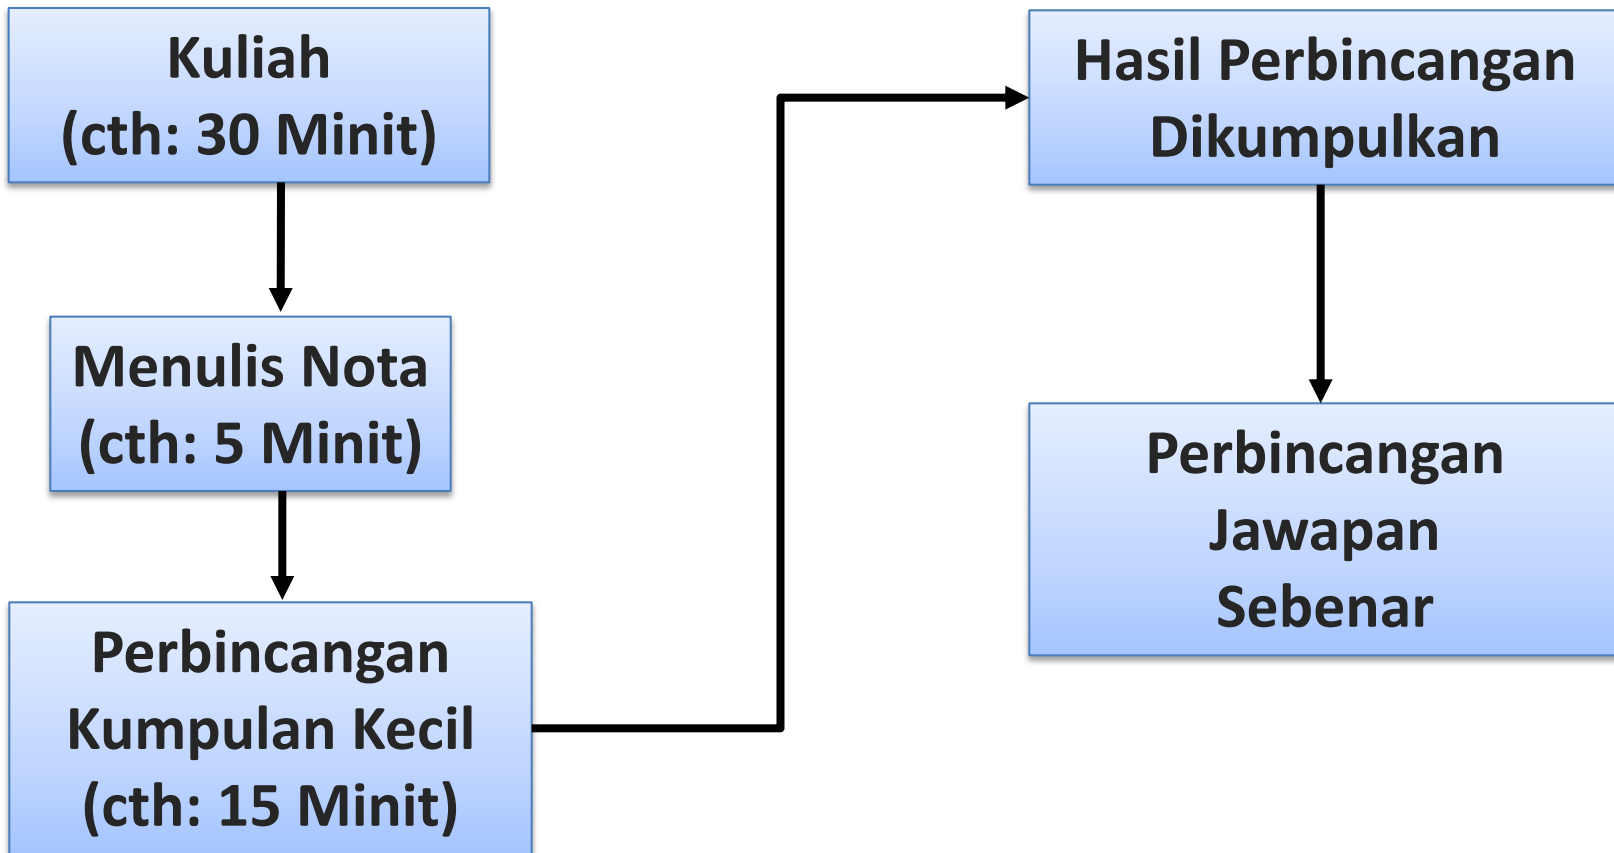 Kuliah
(cth: 30 Minit)
Menulis Nota
(cth: 5 Minit)
Perbincangan
Kumpulan Kecil
(cth: 15 Minit)
Hasil Perbincangan
Dikumpulkan
Perbincangan
Jawapan
Sebenar